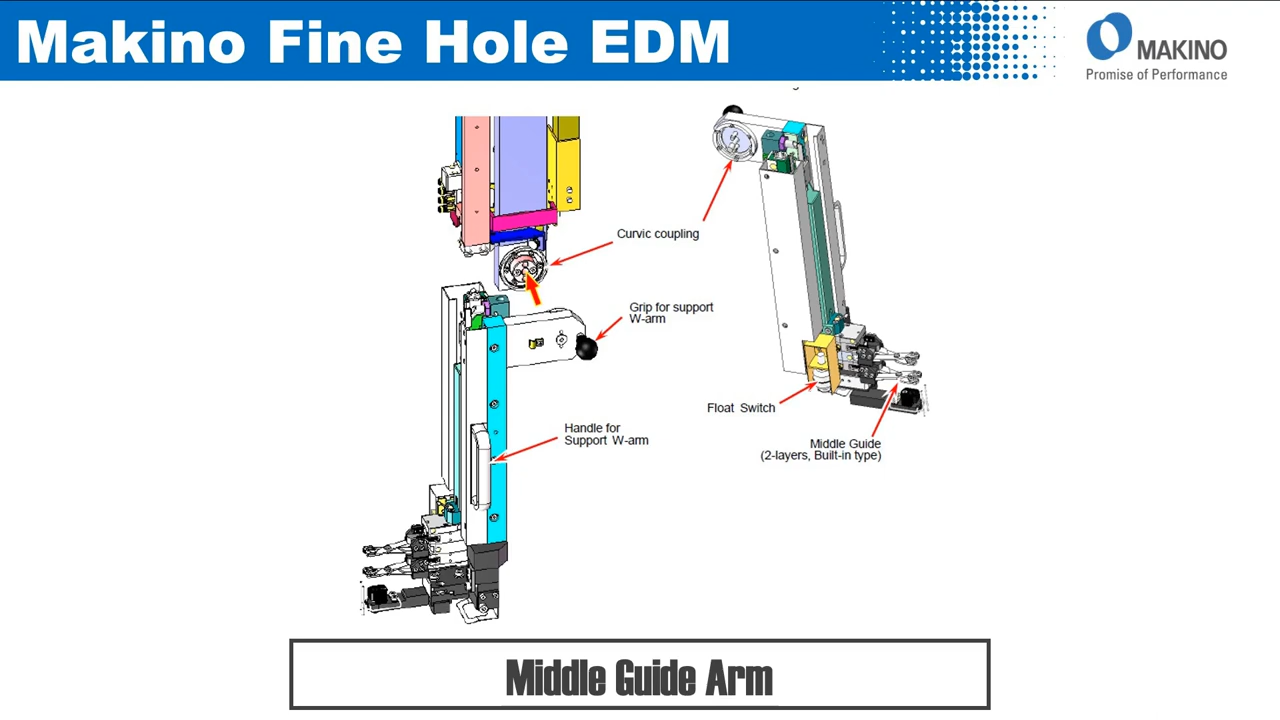 Makino Fine Hole EDM
MAKINO
Promise of Performance
Curvic coupling
Grip for support
W-arm
Handle for
Support W-arm
Float Switch
Middle Guide
(2-layers, Built-in type)
Middle Guide Arm